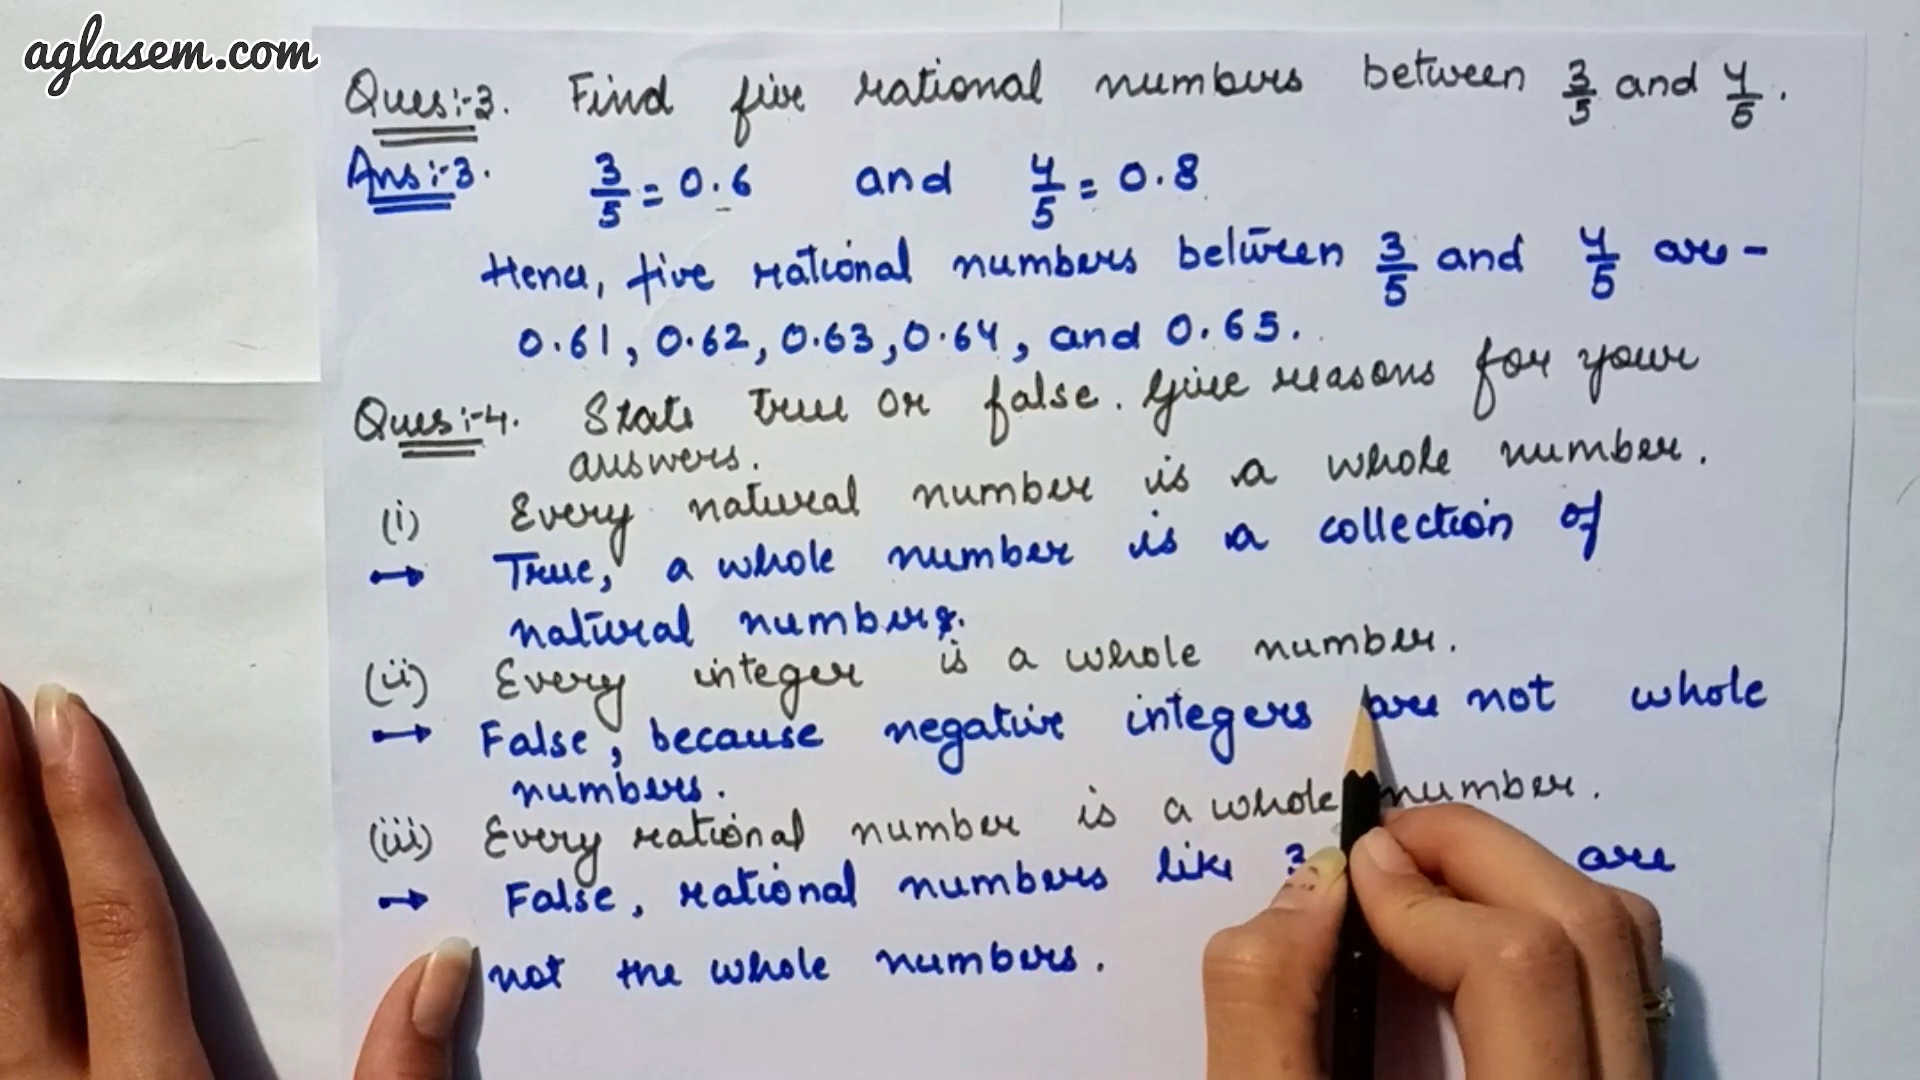 aglasem.com
Ques:-3. Find five rational numbers between 3/5 and 4/5.
Ans:-3. 3/5 = 0.6 and 4/5 = 0.8
Hence, five rational numbers between 3/5 and 4/5 are-
0.61, 0.62, 0.63, 0.64, and 0.65.
Ques:-4. State true or false. Give reasons for your
answers.
(i) Every natural number is a whole number.
→ True, a whole number is a collection of
natural numbers.
(ii) Every integer is a whole number.
→ False, because negative integers are not whole
numbers.
(iii) Every rational number is a whole number.
→ False, rational numbers like 3 are
not the whole numbers.